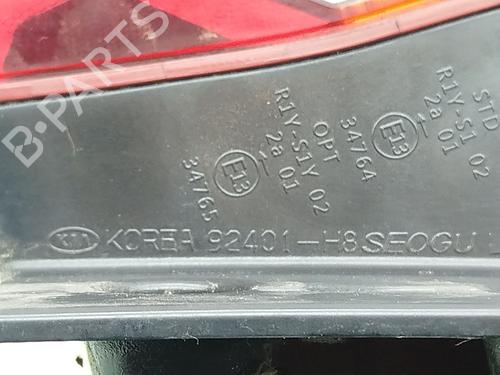 B-PARTS
STD
R1Y-S1 02
2a 01
E13
34764
OPT
R1Y-S1Y 02
2a 01
E13
34765
KIA KOREA 92401-H8 SEOGU